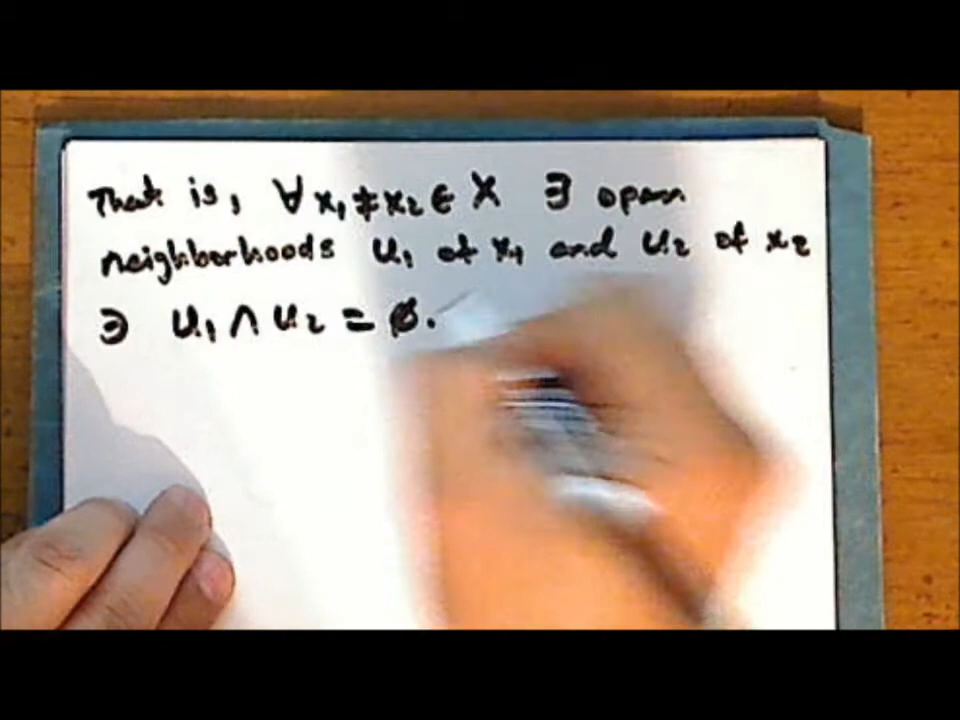 That is, ∀ x₁ ≠ x₂ ∈ X ∃ open
neighborhoods U₁ of x₁ and U₂ of x₂
∋ U₁ ∩ U₂ = ∅.